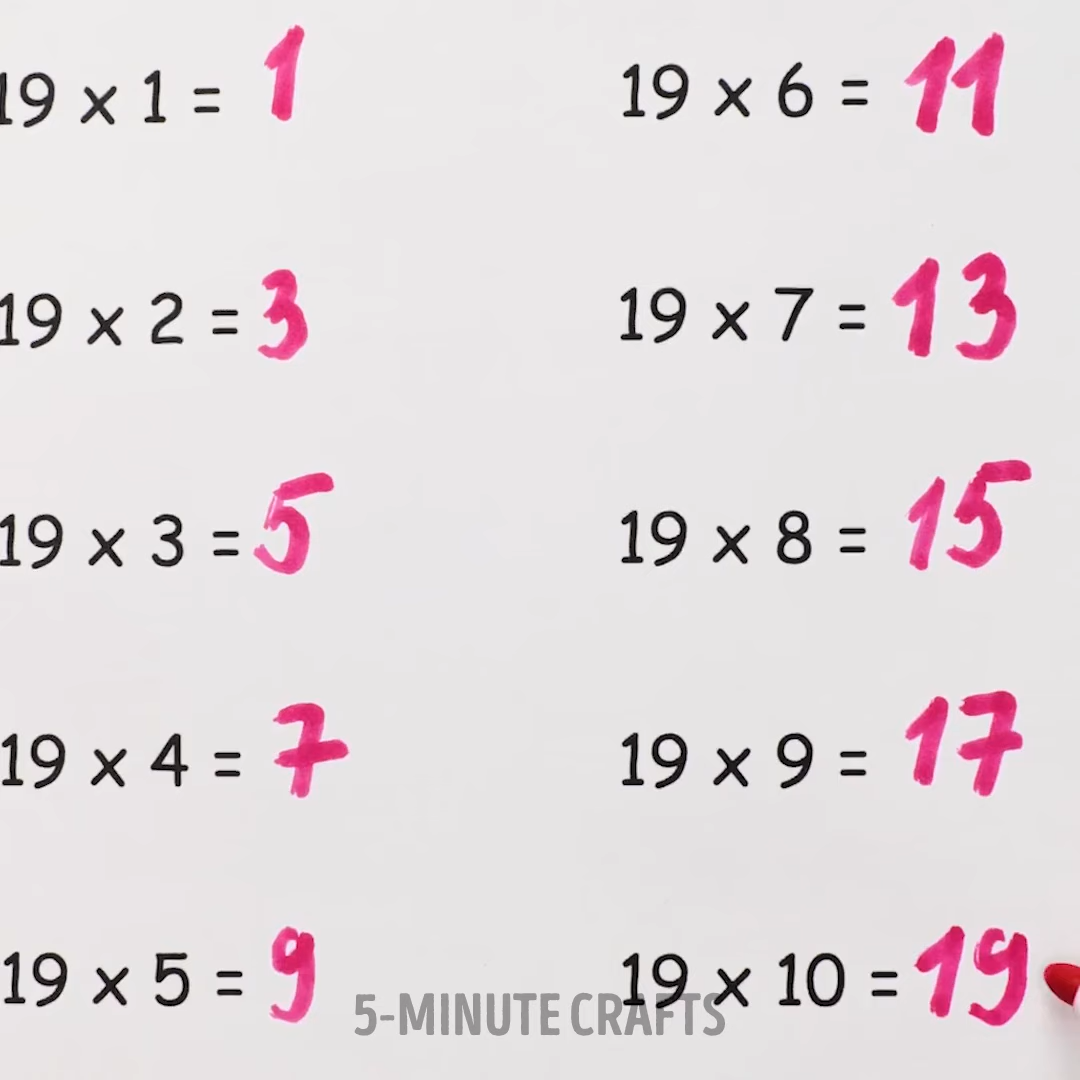 19 x 1 = 1
19 x 2 = 3
19 x 3 = 5
19 x 4 = 7
19 x 5 = 9
19 x 6 = 11
19 x 7 = 13
19 x 8 = 15
19 x 9 = 17
19 x 10 = 19
5-MINUTE CRAFTS